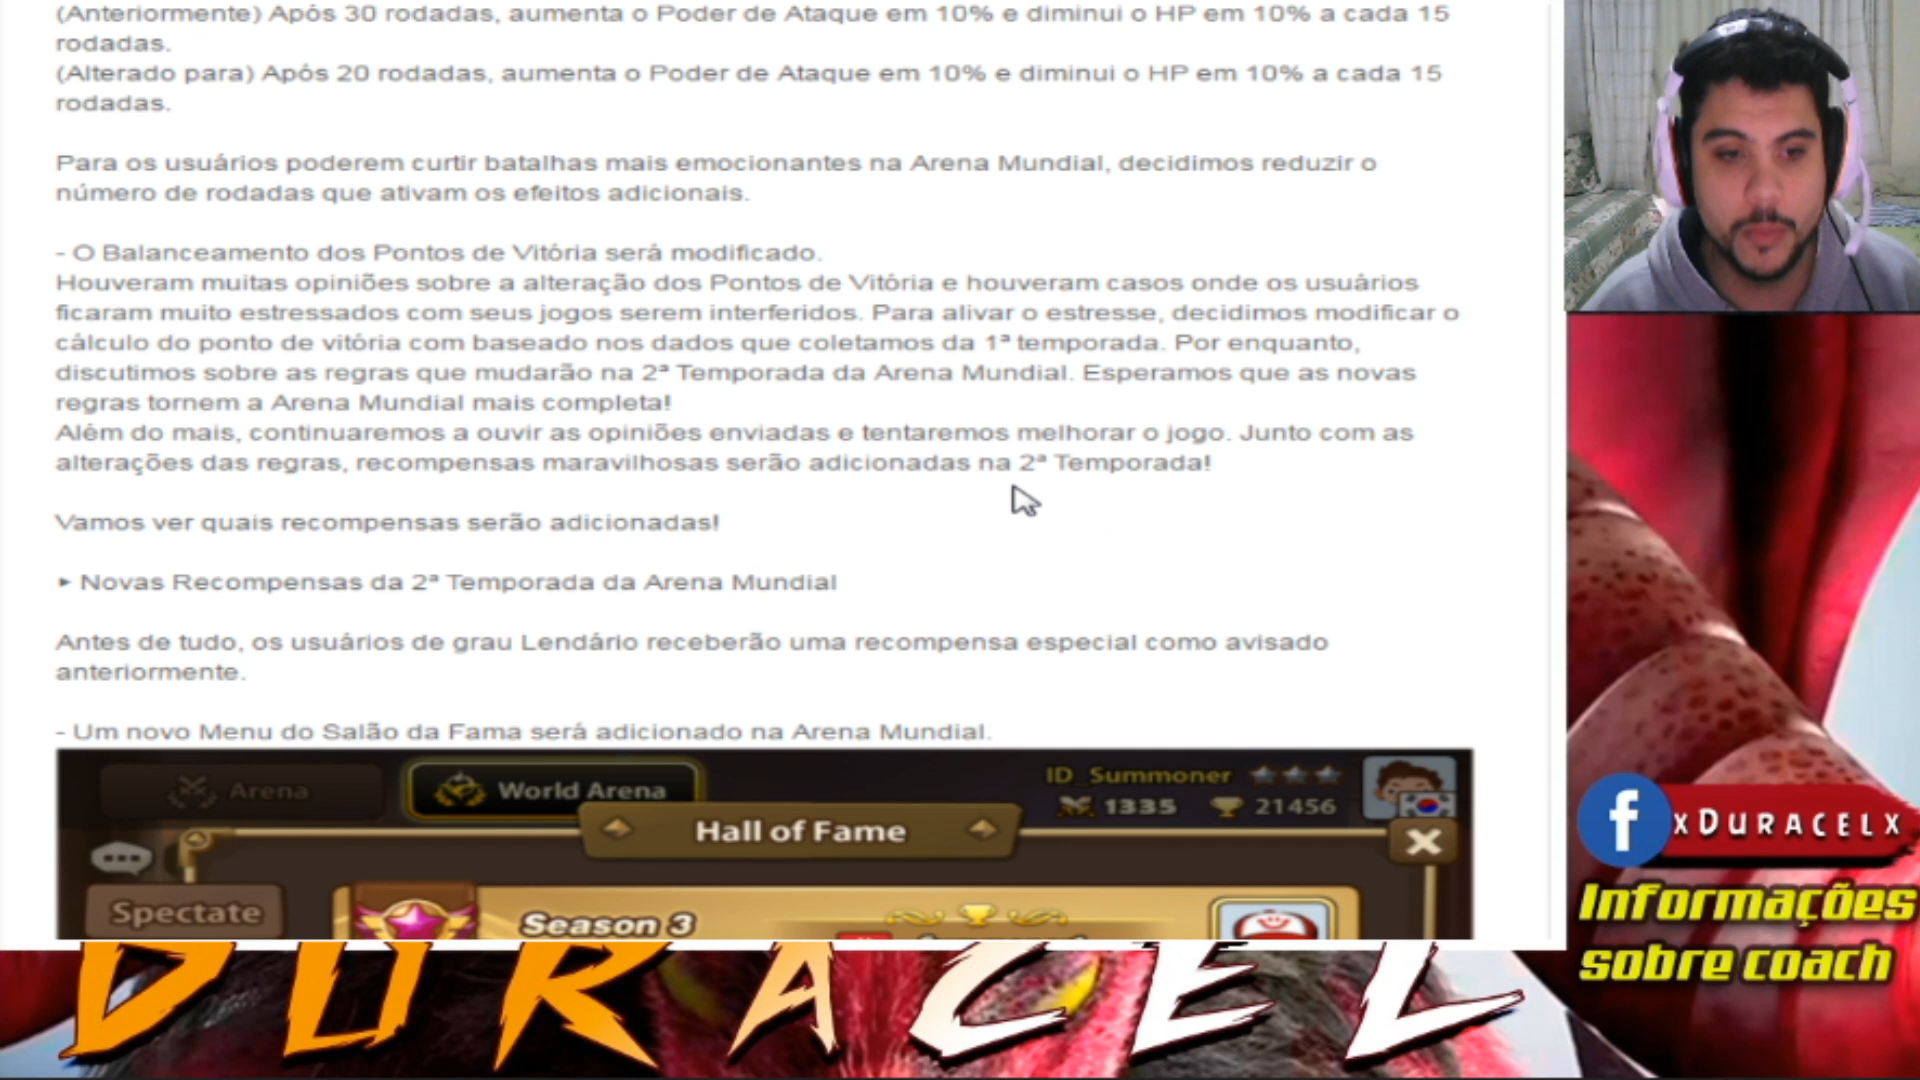 (Anteriormente) Após 30 rodadas, aumenta o Poder de Ataque em 10% e diminui o HP em 10% a cada 15
rodadas.
(Alterado para) Após 20 rodadas, aumenta o Poder de Ataque em 10% e diminui o HP em 10% a cada 15
rodadas.
Para os usuários poderem curtir batalhas mais emocionantes na Arena Mundial, decidimos reduzir o
número de rodadas que ativam os efeitos adicionais.
- O Balanceamento dos Pontos de Vitória será modificado.
Houveram muitas opiniões sobre a alteração dos Pontos de Vitória e houveram casos onde os usuários
ficaram muito estressados com seus jogos serem interferidos. Para alivar o estresse, decidimos modificar o
cálculo do ponto de vitória com baseado nos dados que coletamos da 1ª temporada. Por enquanto,
discutimos sobre as regras que mudarão na 2ª Temporada da Arena Mundial. Esperamos que as novas
regras tornem a Arena Mundial mais completa!
Além do mais, continuaremos a ouvir as opiniões enviadas e tentaremos melhorar o jogo. Junto com as
alterações das regras, recompensas maravilhosas serão adicionadas na 2ª Temporada!
Vamos ver quais recompensas serão adicionadas!
▸ Novas Recompensas da 2ª Temporada da Arena Mundial
Antes de tudo, os usuários de grau Lendário receberão uma recompensa especial como avisado
anteriormente.
- Um novo Menu do Salão da Fama será adicionado na Arena Mundial.
Arena
World Arena
ID_Summoner
1335
21456
Hall of Fame
Spectate
Season 3
DURACEL
f xDURACELX
Informações
sobre coach